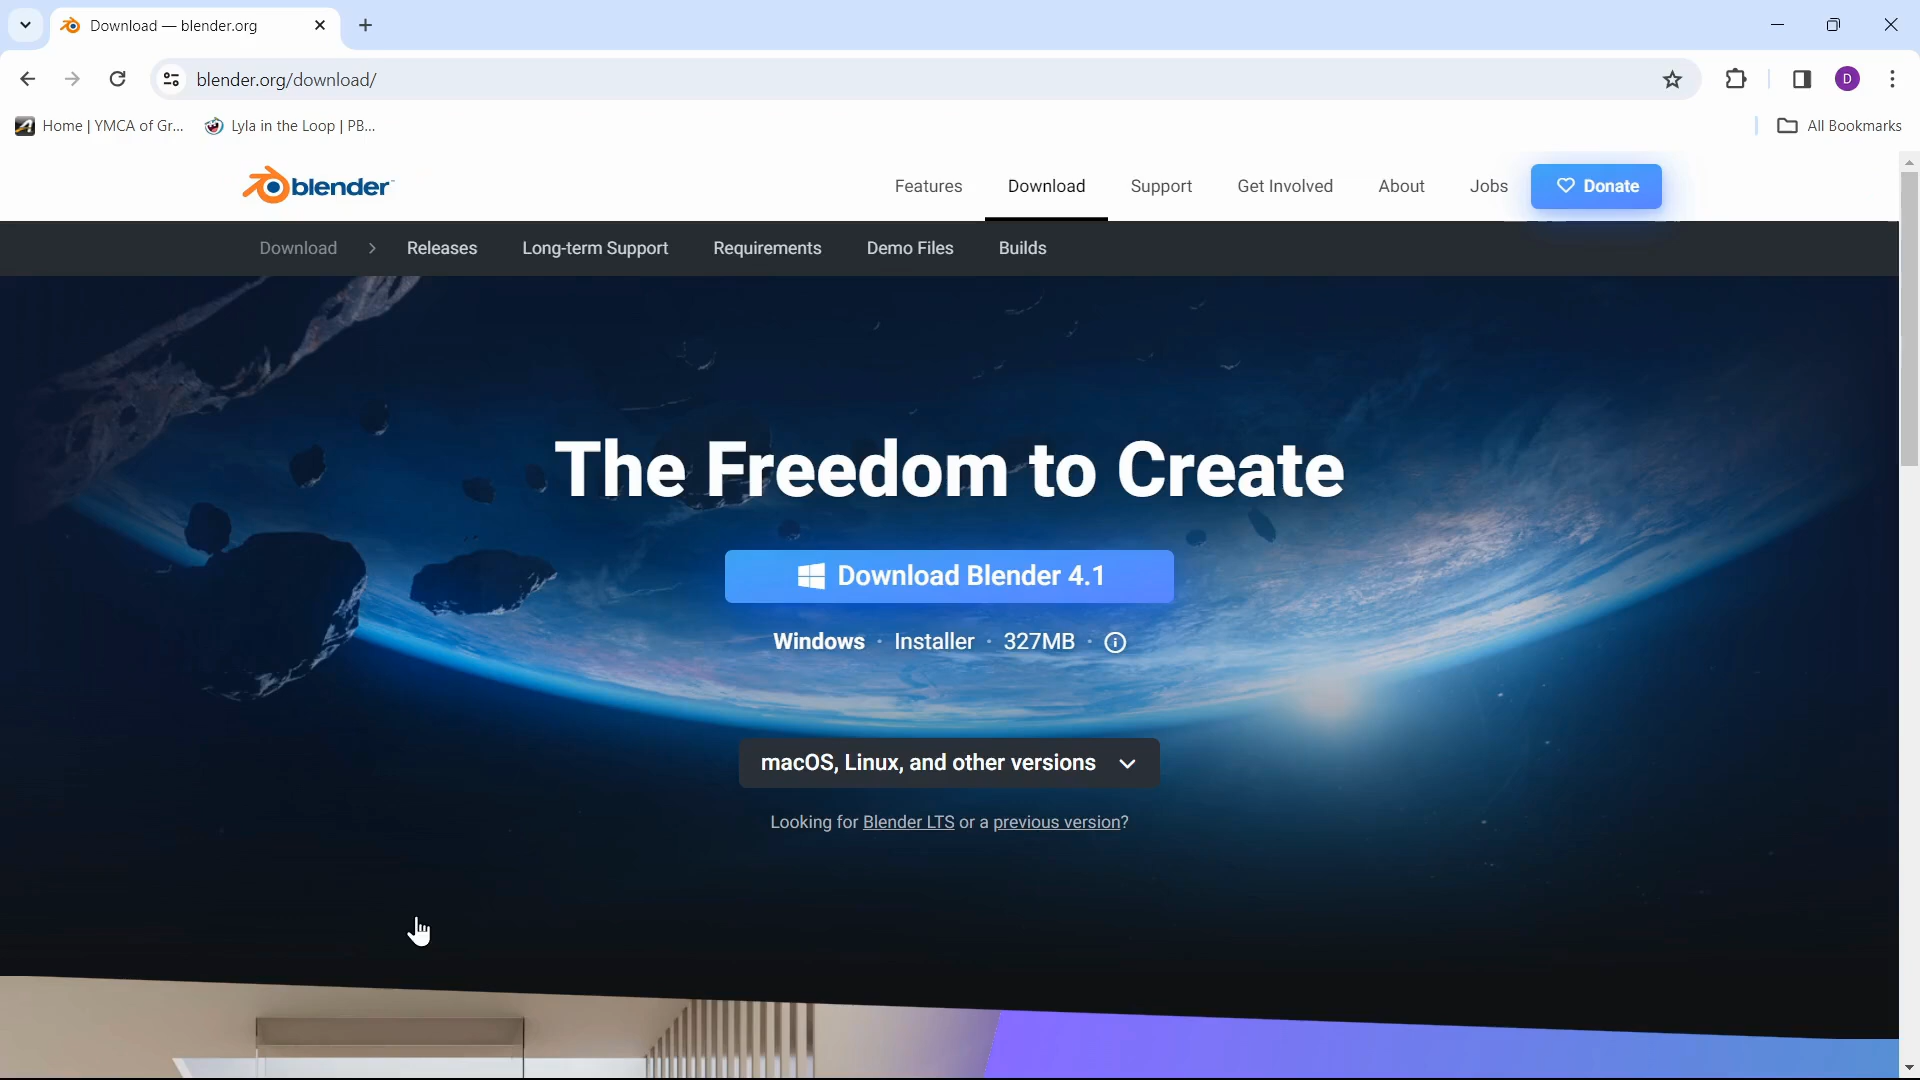 Download — blender.org
blender.org/download/
D
Home | YMCA of Gr...
Lyla in the Loop | PB...
All Bookmarks
blender
Features
Download
Support
Get Involved
About
Jobs
Donate
Download
Releases
Long-term Support
Requirements
Demo Files
Builds
The Freedom to Create
Download Blender 4.1
Windows · Installer · 327MB ·
macOS, Linux, and other versions
Looking for Blender LTS or a previous version?